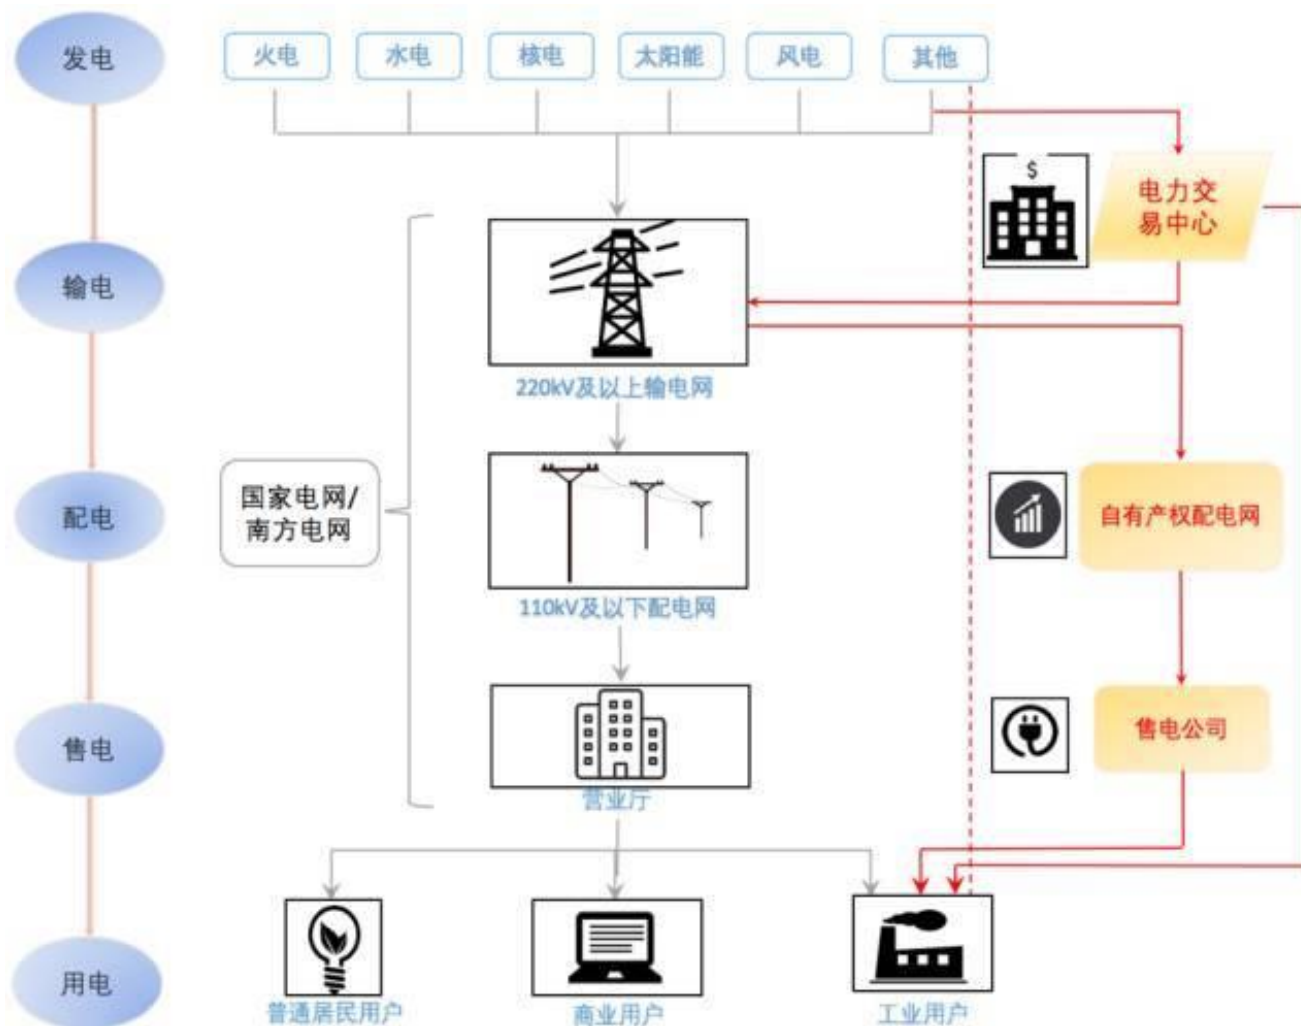 发电
火电
水电
核电
太阳能
风电
其他
$
电力交
易中心
输电
220kV及以上输电网
国家电网/
南方电网
配电
自有产权配电网
110kV及以下配电网
售电
售电公司
营业厅
用电
普通居民用户
商业用户
工业用户